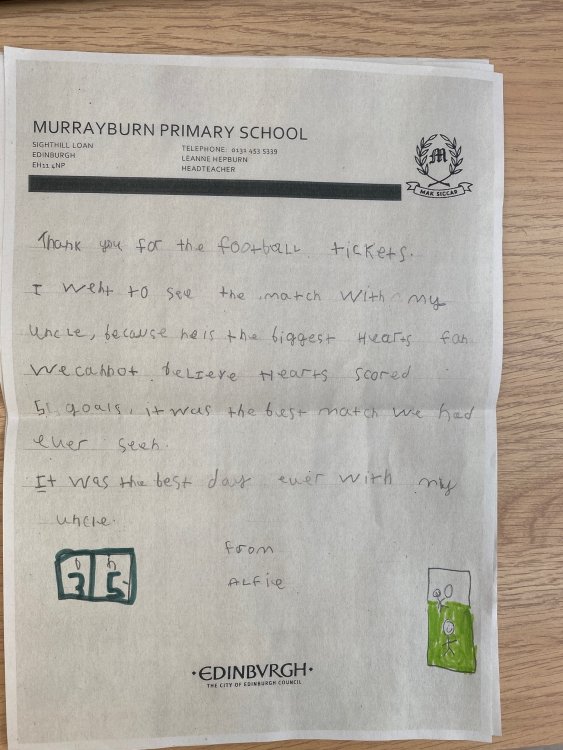 MURRAYBURN PRIMARY SCHOOL
SIGHTHILL LOAN
EDINBURGH
EH11 4NP
TELEPHONE: 0131 453 5339
LEANNE HEPBURN
HEADTEACHER
M
MAK SICCAR
Thank you for the football tickets.
I went to see the match with my
uncle, because he is the biggest Hearts fan
We cannot believe Hearts scored
5 goals, it was the best match we had
ever seen.
It was the best day ever with my
uncle.
From
Alfie
h
3 5
EDINBVRGH
THE CITY OF EDINBURGH COUNCIL